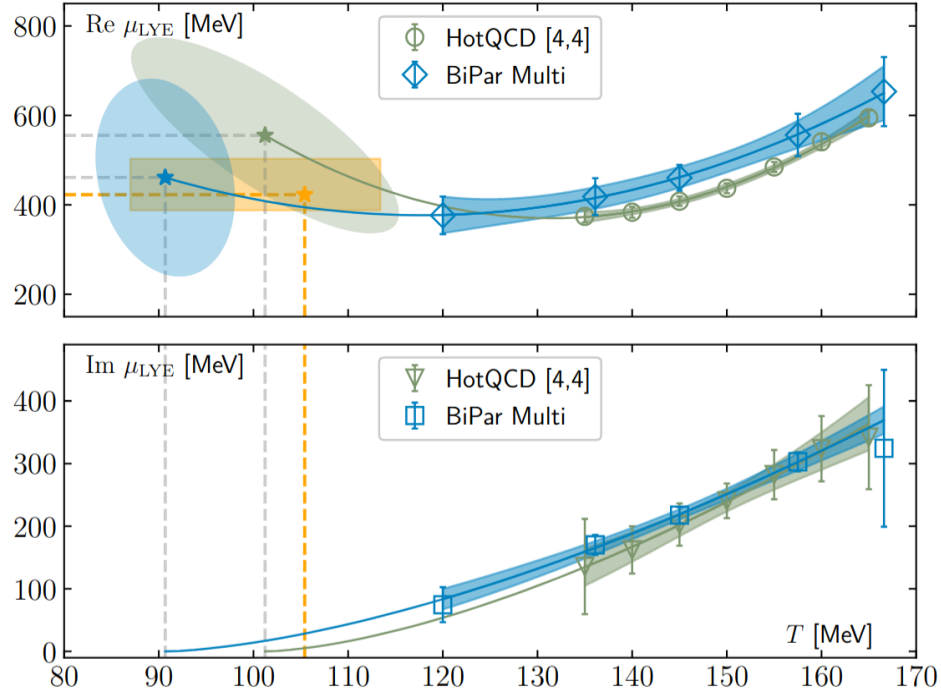 Re μLYE [MeV]
HotQCD [4,4]
BiPar Multi
800
600
400
200
Im μLYE [MeV]
HotQCD [4,4]
BiPar Multi
400
300
200
100
0
T [MeV]
80 90 100 110 120 130 140 150 160 170